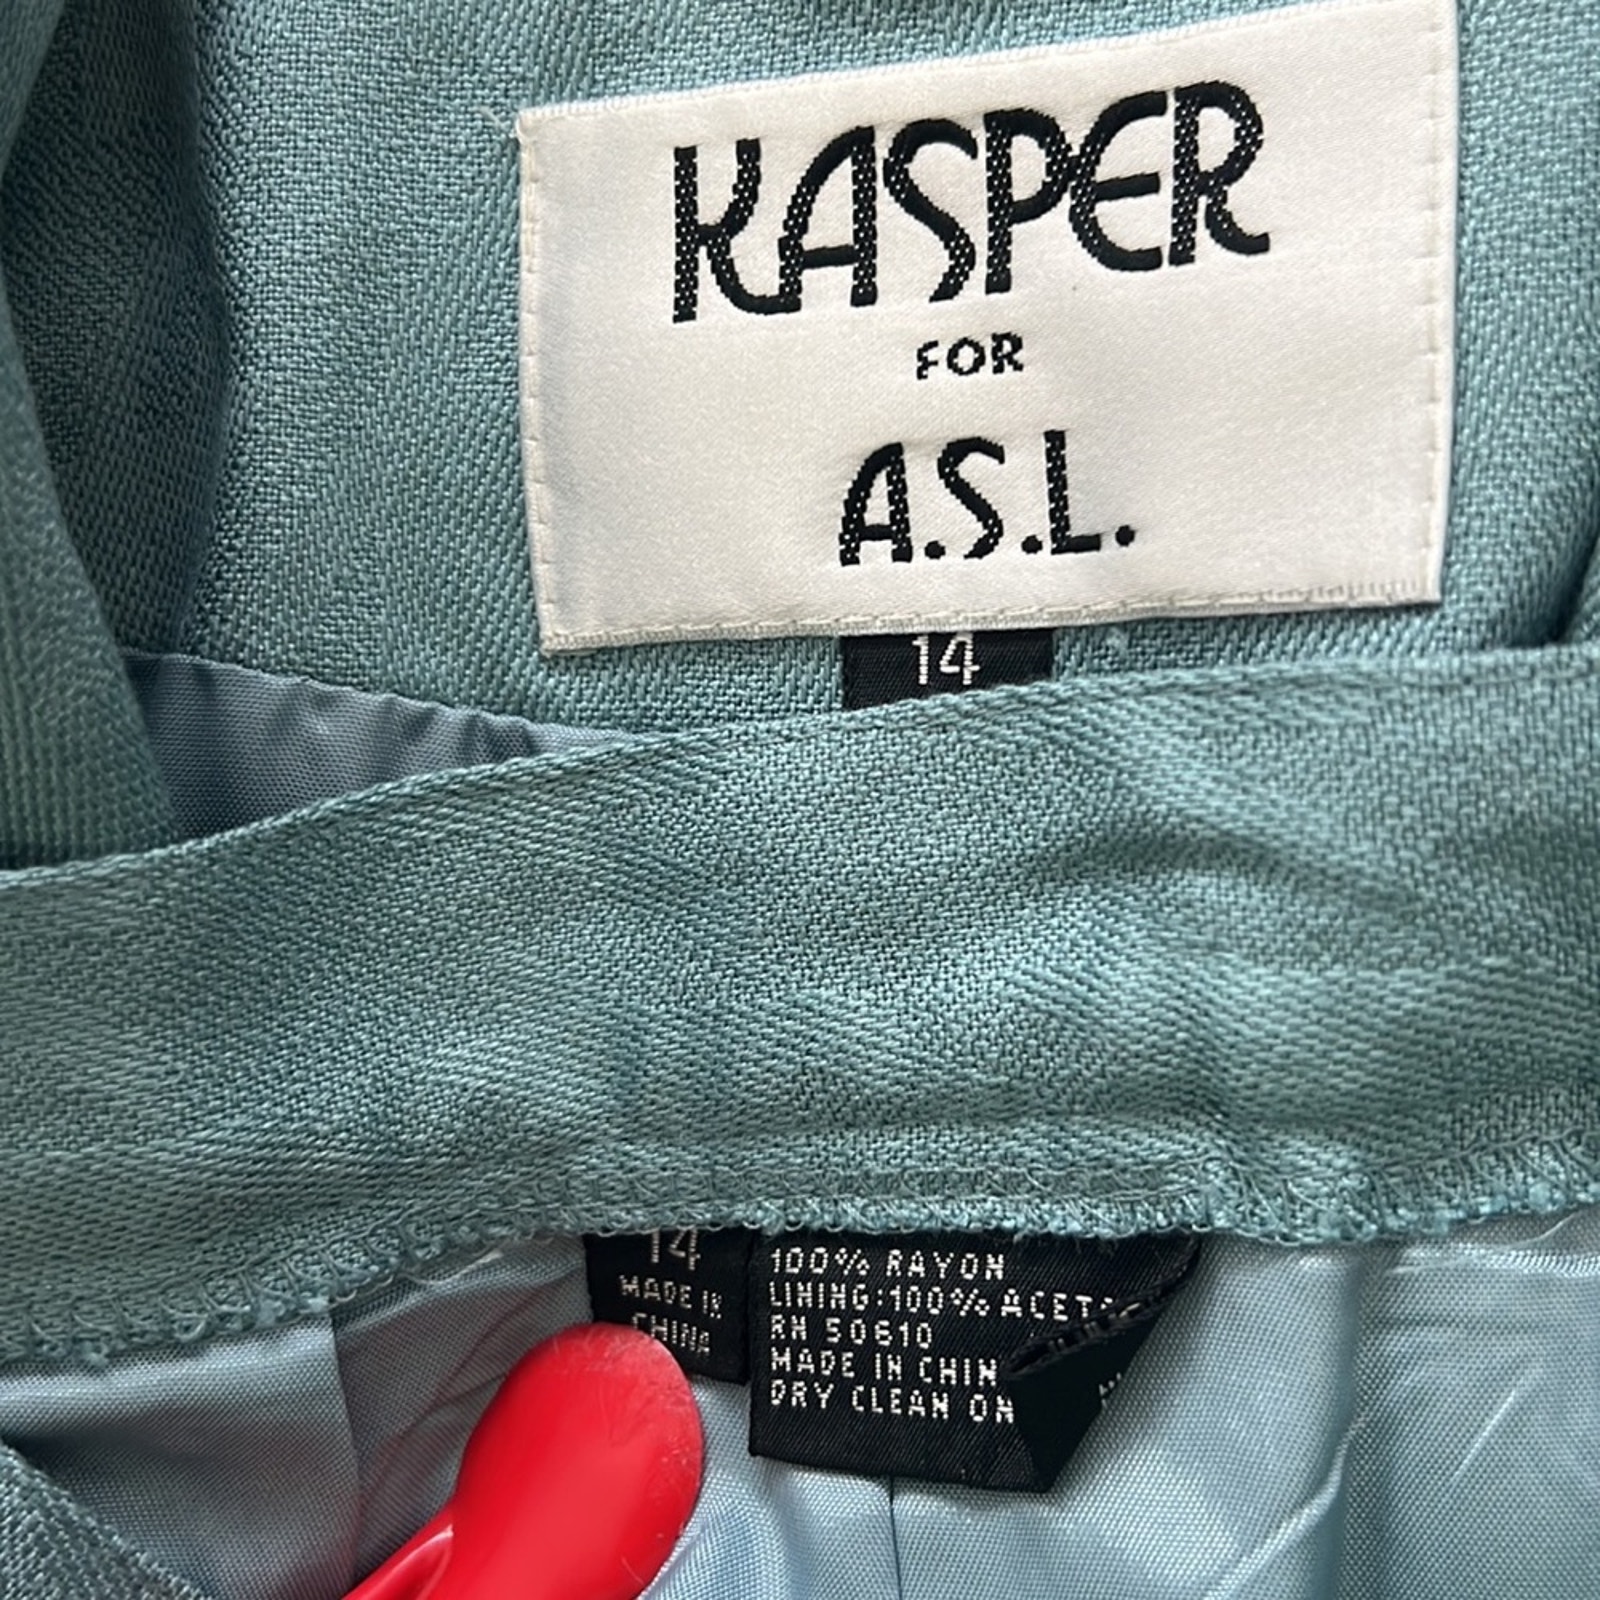 KASPER
FOR
A.S.L.
14
14
MADE IN
CHINA
100% RAYON
LINING:100% ACET
RN 50610
MADE IN CHIN
DRY CLEAN ON